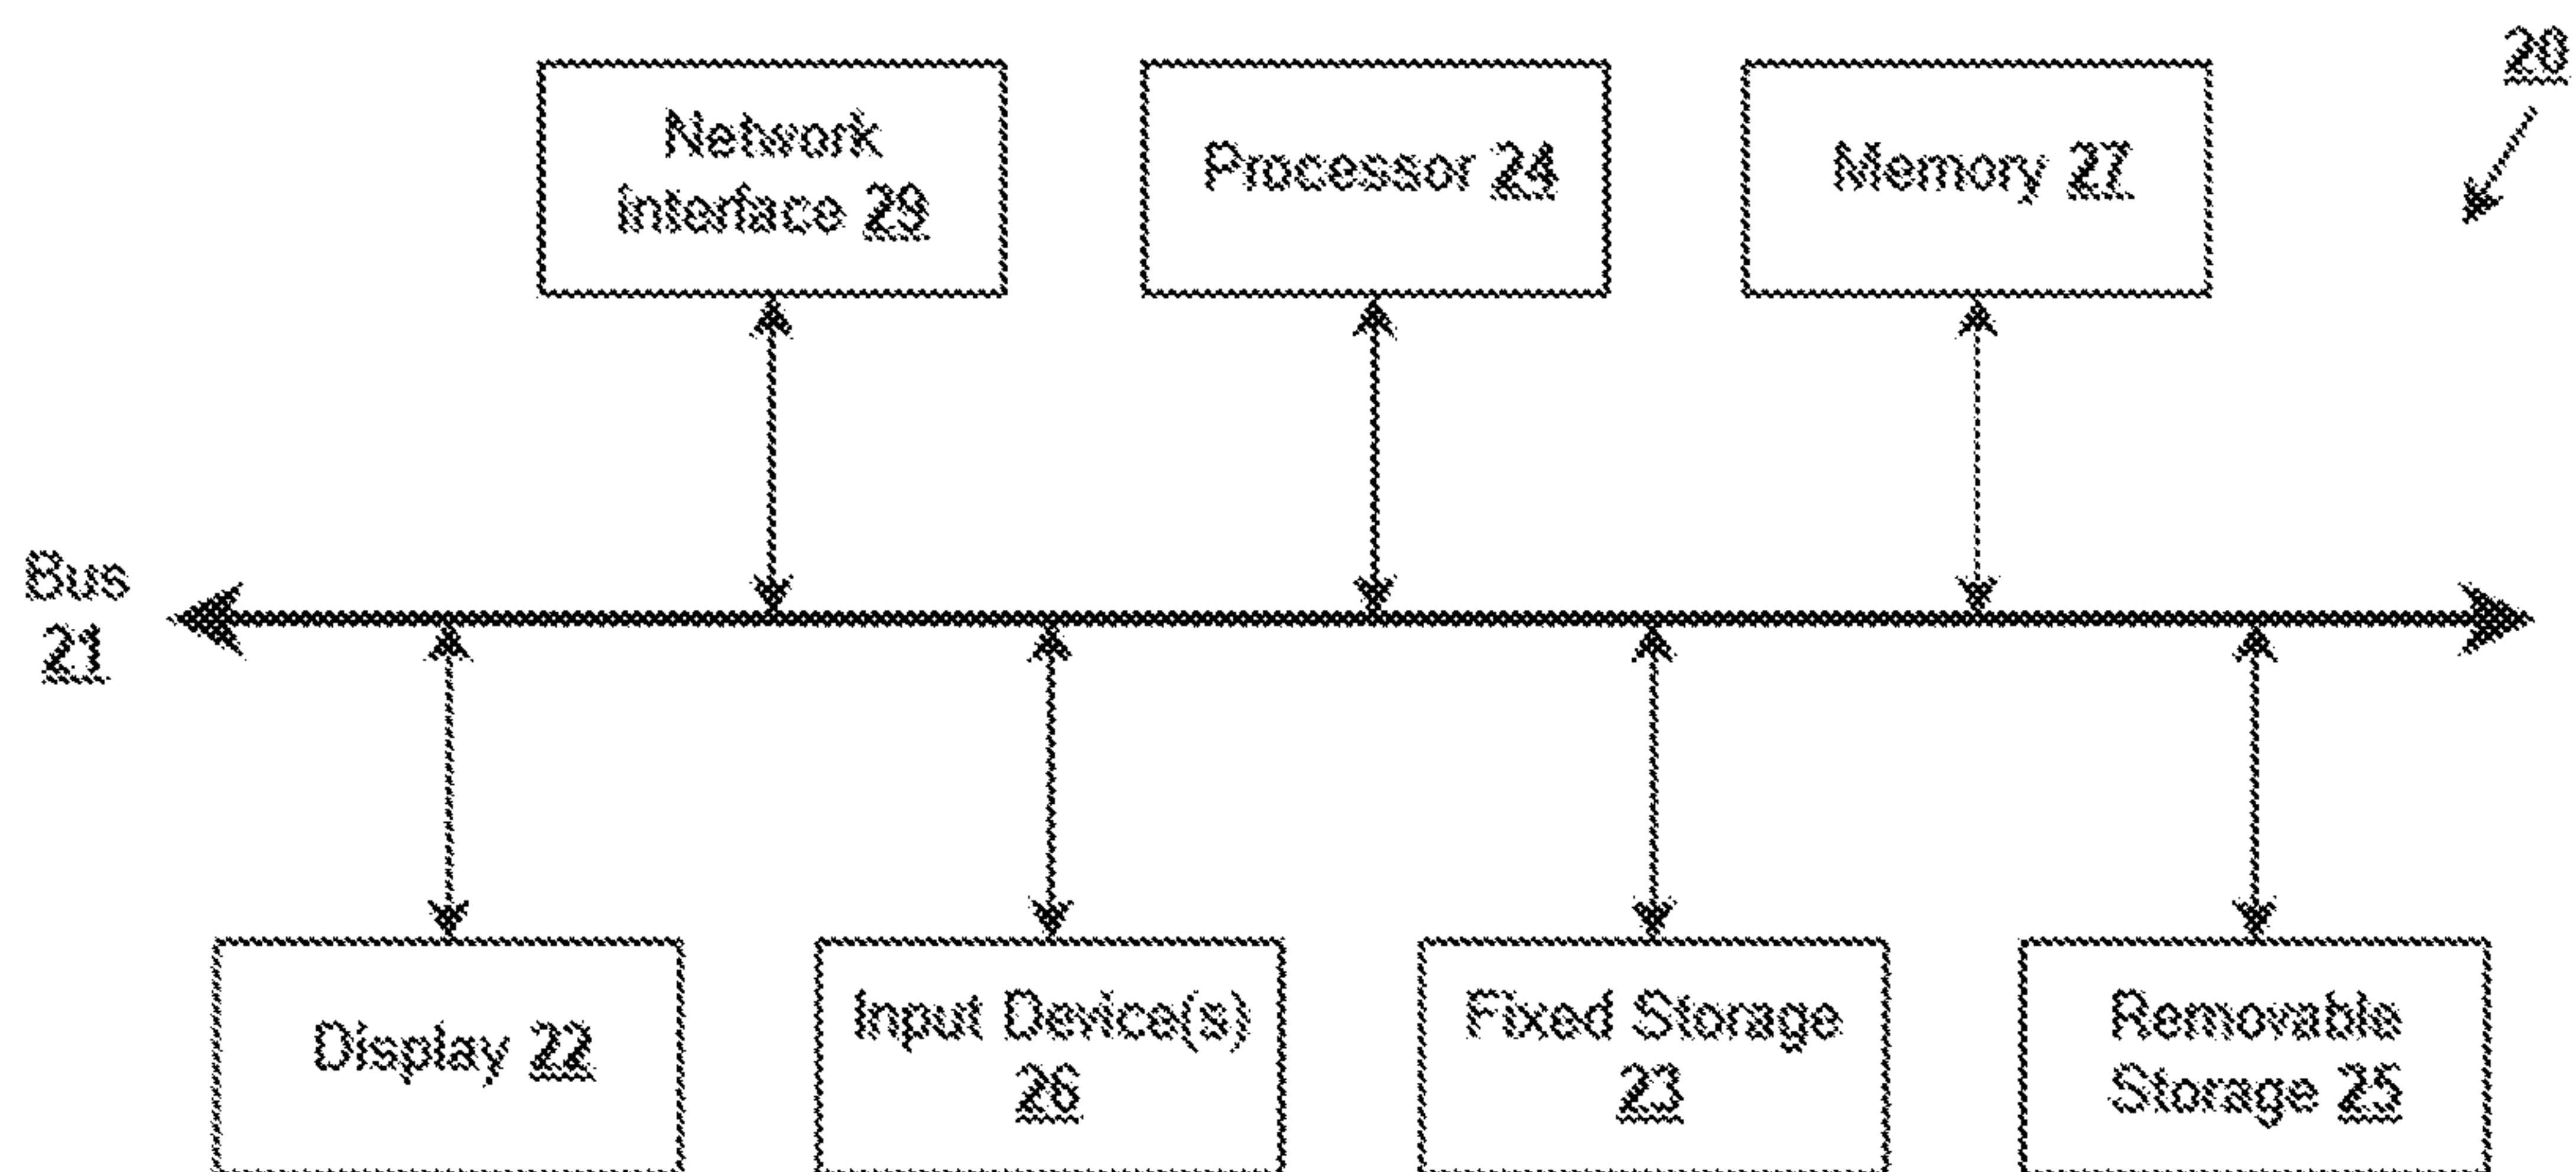 20
Network
interface 29
Processor 24
Memory 27
Bus
21
Display 22
Input Device(s)
26
Fixed Storage
23
Removable
Storage 25